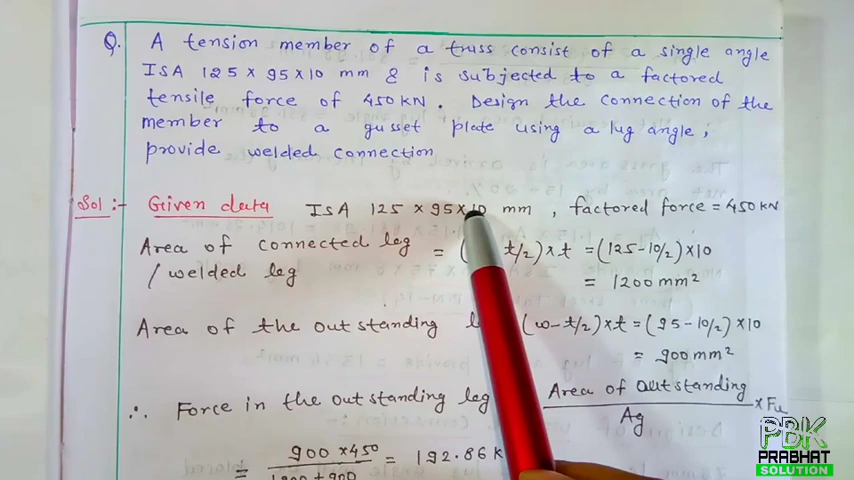 Q. A tension member of a truss consist of a single angle
ISA 125 × 95 × 10 mm & is subjected to a factored
tensile force of 450 KN. Design the connection of the
member to a gusset plate using a lug angle,
provide welded connection
Sol :- Given data ISA 125 × 95 × 10 mm, factored force = 450 KN
Area of connected leg = ( t/2) × t = (125 - 10/2) × 10
/ welded leg = 1200 mm²
Area of the outstanding (w - t/2) × t = (95 - 10/2) × 10
= 900 mm²
∴ Force in the outstanding leg Area of outstanding / Ag ×
= 900 × 450 / 1200 + 900 = 192.86 K
PBK
PRABHAT
SOLUTION